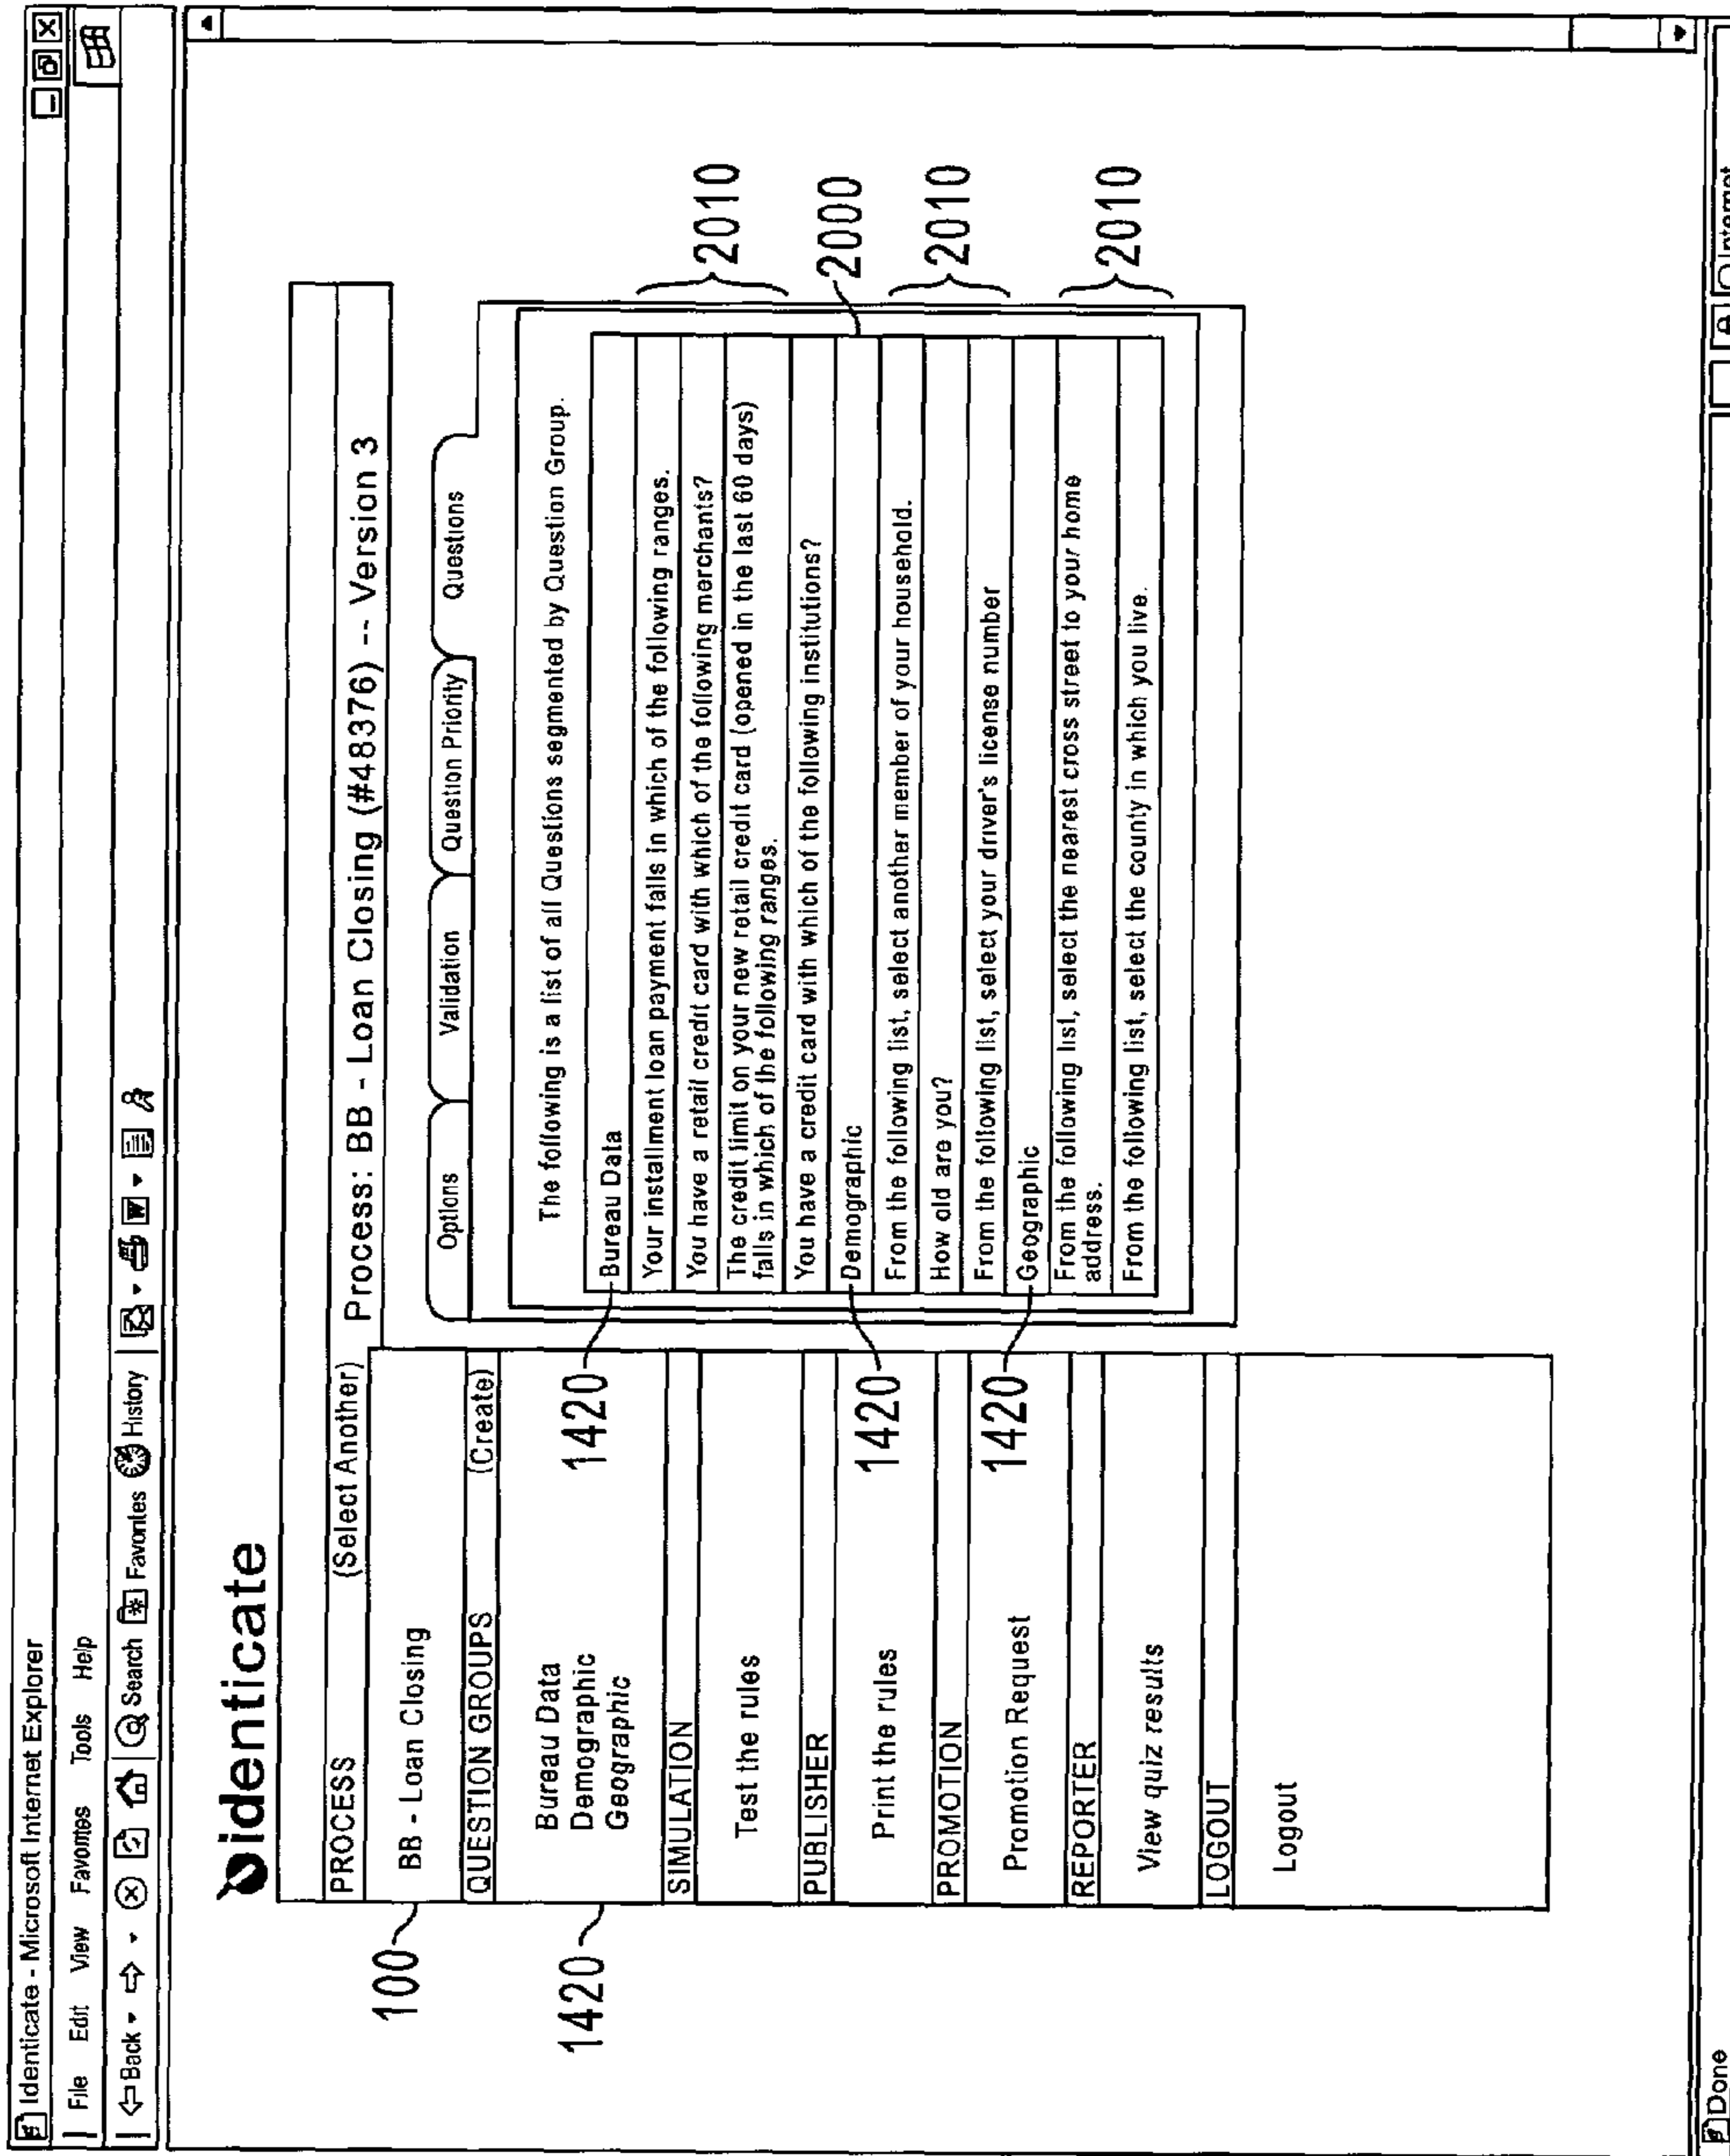 Identicate - Microsoft Internet Explorer
File Edit View Favorites Tools Help
Back Search Favorites History
identicate
PROCESS (Select Another)
100
BB - Loan Closing
QUESTION GROUPS (Create)
1420
Bureau Data
Demographic
Geographic
SIMULATION
Test the rules
PUBLISHER
Print the rules
PROMOTION
Promotion Request
REPORTER
View quiz results
LOGOUT
Logout
Process: BB - Loan Closing (#48376) -- Version 3
Options Validation Question Priority Questions
The following is a list of all Questions segmented by Question Group.
1420 Bureau Data
Your installment loan payment falls in which of the following ranges.
You have a retail credit card with which of the following merchants?
The credit limit on your new retail credit card (opened in the last 60 days)
falls in which of the following ranges.
You have a credit card with which of the following institutions?
2010
1420 Demographic
2000
From the following list, select another member of your household.
How old are you?
From the following list, select your driver's license number
2010
1420 Geographic
From the following list, select the nearest cross street to your home
address.
From the following list, select the county in which you live.
2010
Done Internet